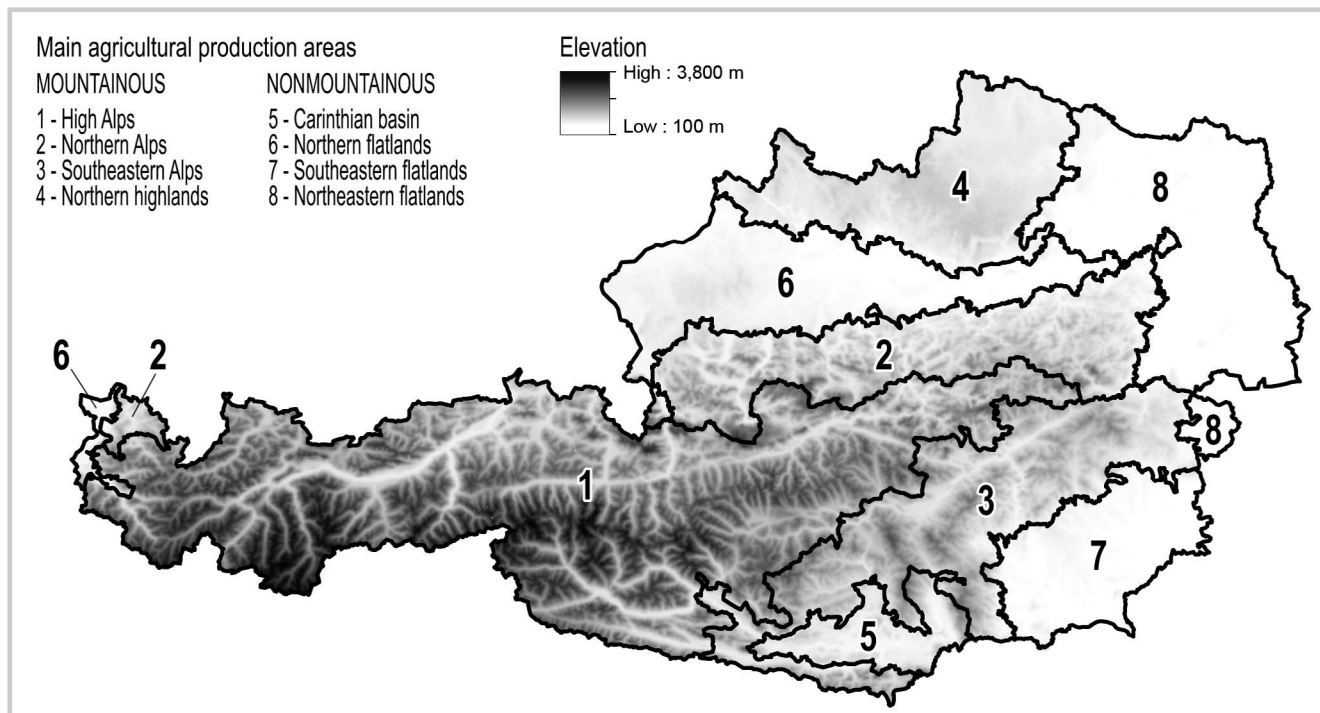 Main agricultural production areas
MOUNTAINOUS
1 - High Alps
2 - Northern Alps
3 - Southeastern Alps
4 - Northern highlands
NONMOUNTAINOUS
5 - Carinthian basin
6 - Northern flatlands
7 - Southeastern flatlands
8 - Northeastern flatlands
Elevation
High : 3,800 m
Low : 100 m
4
8
6
2
6
2
8
1
3
7
5